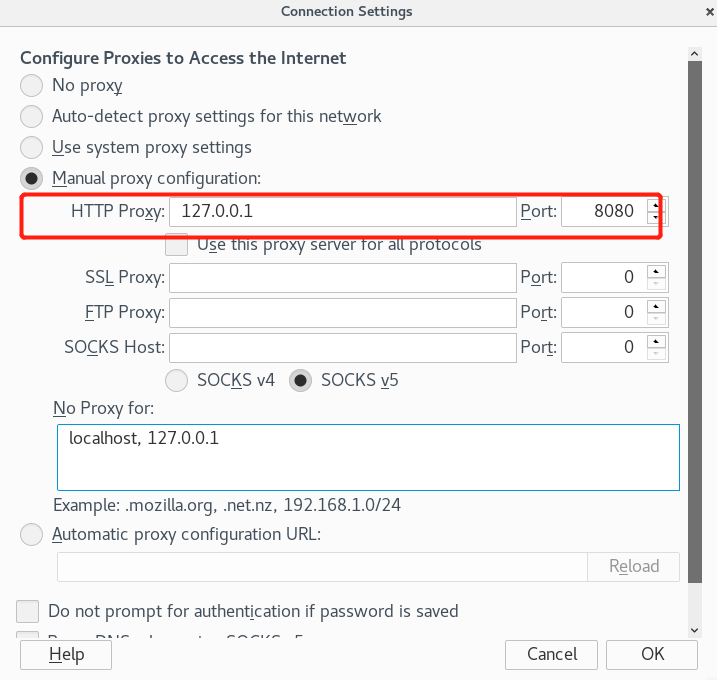 Connection Settings
Configure Proxies to Access the Internet
No proxy
Auto-detect proxy settings for this network
Use system proxy settings
Manual proxy configuration:
HTTP Proxy: 127.0.0.1 Port: 8080
Use this proxy server for all protocols
SSL Proxy: Port: 0
FTP Proxy: Port: 0
SOCKS Host: Port: 0
SOCKS v4 SOCKS v5
No Proxy for:
localhost, 127.0.0.1
Example: .mozilla.org, .net.nz, 192.168.1.0/24
Automatic proxy configuration URL:
Reload
Do not prompt for authentication if password is saved
Help Cancel OK